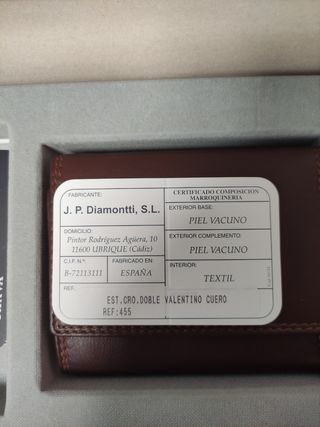 FABRICANTE:
J. P. Diamontti, S.L.
DOMICILIO:
Pintor Rodríguez Agüera, 10
11600 UBRIQUE (Cádiz)
C.I.F. N.º
B-72113111
FABRICADO EN:
ESPAÑA
CERTIFICADO COMPOSICION
MARROQUINERIA
EXTERIOR BASE:
PIEL VACUNO
EXTERIOR COMPLEMENTO:
PIEL VACUNO
INTERIOR:
TEXTIL
REF.
EST.CRO.DOBLE VALENTINO CUERO
REF:455